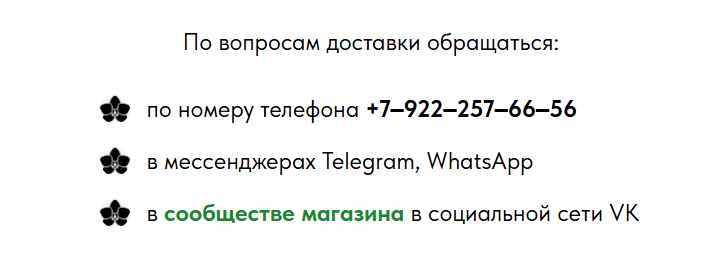 По вопросам доставки обращаться:
по номеру телефона +7–922–257–66–56
в мессенджерах Telegram, WhatsApp
в сообществе магазина в социальной сети VK